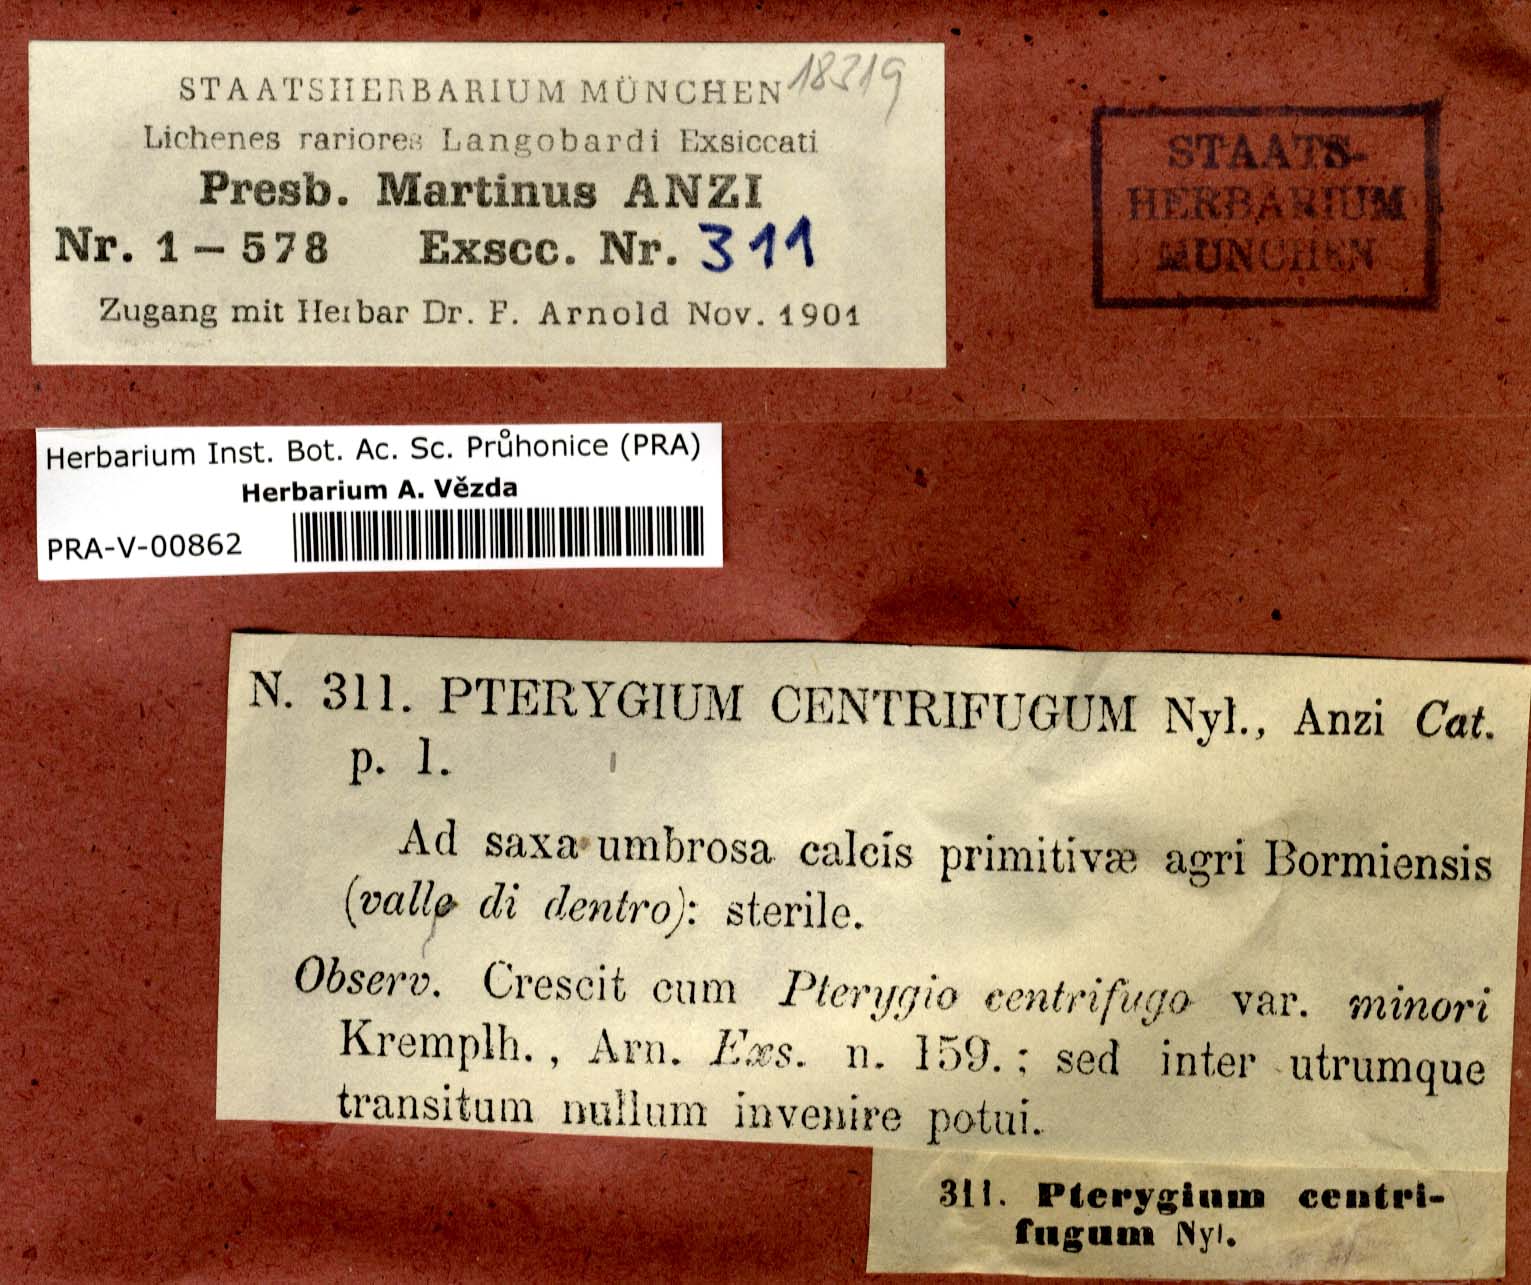 STAATSHERBARIUM MÜNCHEN 18319
Lichenes rariores Langobardi Exsiccati
Presb. Martinus ANZI
Nr. 1 – 578 Exscc. Nr. 311
Zugang mit Herbar Dr. F. Arnold Nov. 1901
STAATS-
HERBARIUM
MÜNCHEN
Herbarium Inst. Bot. Ac. Sc. Průhonice (PRA)
Herbarium A. Vězda
PRA-V-00862
N. 311. PTERYGIUM CENTRIFUGUM Nyl., Anzi Cat.
p. 1.
Ad saxa umbrosa calcis primitivæ agri Bormiensis
(valle di dentro): sterile.
Observ. Crescit cum Pterygio centrifugo var. minori
Kremplh., Arn. Exs. n. 159.; sed inter utrumque
transitum nullum invenire potui.
311. Pterygium centri-
fugum Nyl.